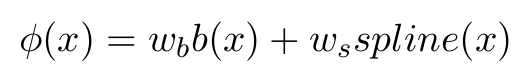 ϕ(x) = w_b b(x) + w_s spline(x)